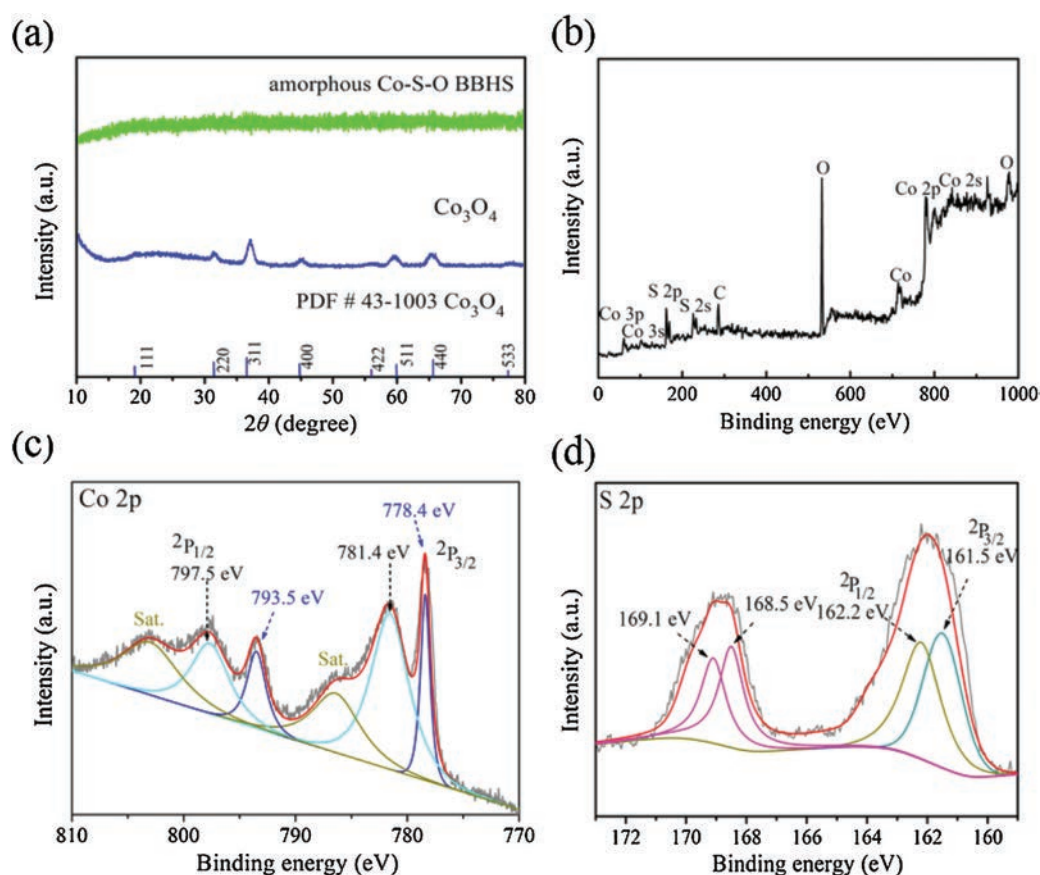 (a)
amorphous Co-S-O BBHS
Co₃O₄
PDF # 43-1003 Co₃O₄
111
220
311
400
422
511
440
533
10 20 30 40 50 60 70 80
2θ (degree)
Intensity (a.u.)
(b)
O
Co 2p
Co 2s
O
Co
S 2p
S 2s
C
Co 3p
Co 3s
0 200 400 600 800 1000
Binding energy (eV)
Intensity (a.u.)
(c)
Co 2p
778.4 eV
2P3/2
781.4 eV
2P1/2
797.5 eV
793.5 eV
Sat.
Sat.
810 800 790 780 770
Binding energy (eV)
Intensity (a.u.)
(d)
S 2p
2P3/2
161.5 eV
2P1/2
162.2 eV
168.5 eV
169.1 eV
172 170 168 166 164 162 160
Binding energy (eV)
Intensity (a.u.)